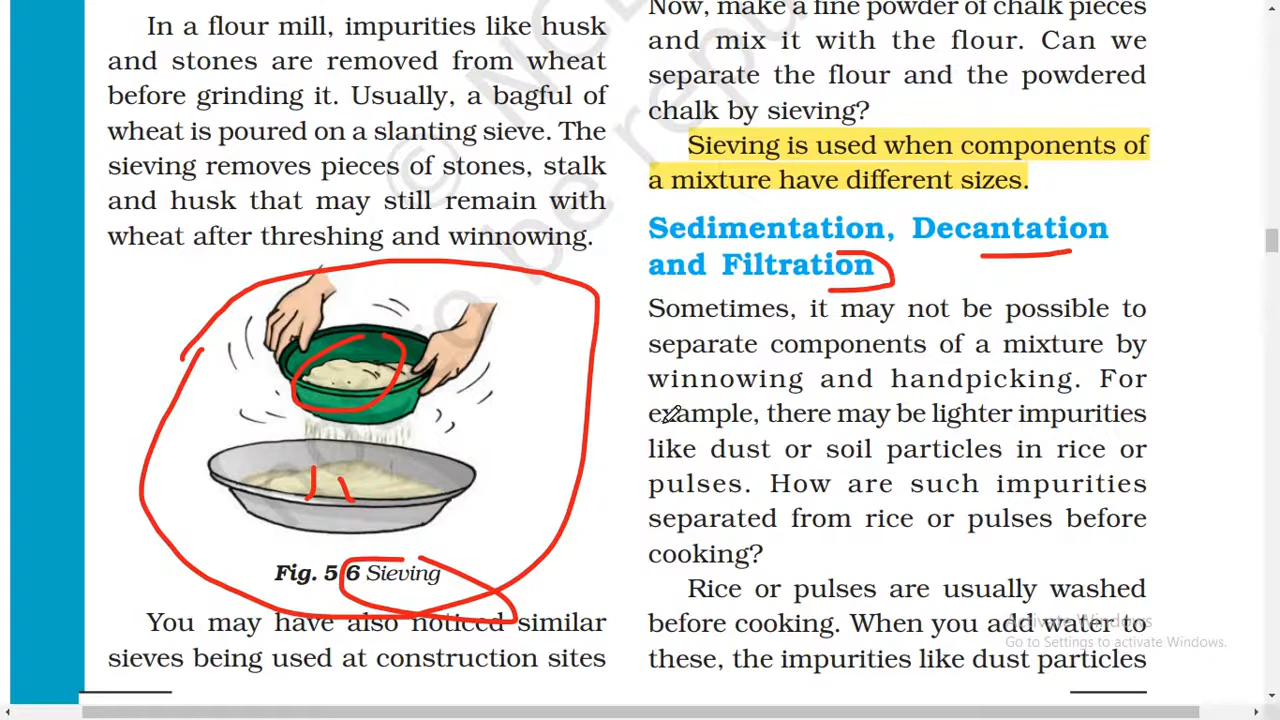 In a flour mill, impurities like husk
and stones are removed from wheat
before grinding it. Usually, a bagful of
wheat is poured on a slanting sieve. The
sieving removes pieces of stones, stalk
and husk that may still remain with
wheat after threshing and winnowing.
Fig. 5.6 Sieving
You may have also noticed similar
sieves being used at construction sites
Now, make a fine powder of chalk pieces
and mix it with the flour. Can we
separate the flour and the powdered
chalk by sieving?
Sieving is used when components of
a mixture have different sizes.
Sedimentation, Decantation
and Filtration
Sometimes, it may not be possible to
separate components of a mixture by
winnowing and handpicking. For
example, there may be lighter impurities
like dust or soil particles in rice or
pulses. How are such impurities
separated from rice or pulses before
cooking?
Rice or pulses are usually washed
before cooking. When you add water to
these, the impurities like dust particles
Activate Windows
Go to Settings to activate Windows.